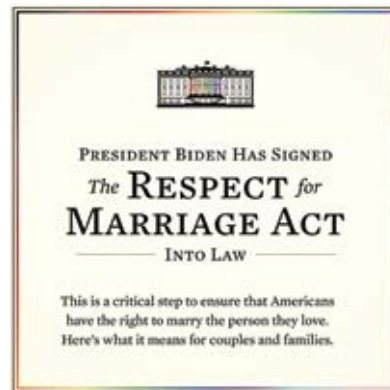 PRESIDENT BIDEN HAS SIGNED
The RESPECT for
MARRIAGE ACT
INTO LAW
This is a critical step to ensure that Americans
have the right to marry the person they love.
Here's what it means for couples and families.